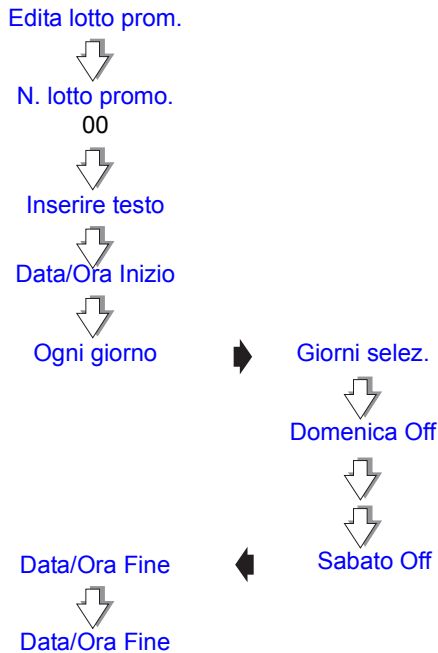 Edita lotto prom.
N. lotto promo.
00
Inserire testo
Data/Ora Inizio
Ogni giorno
Giorni selez.
Domenica Off
Sabato Off
Data/Ora Fine
Data/Ora Fine